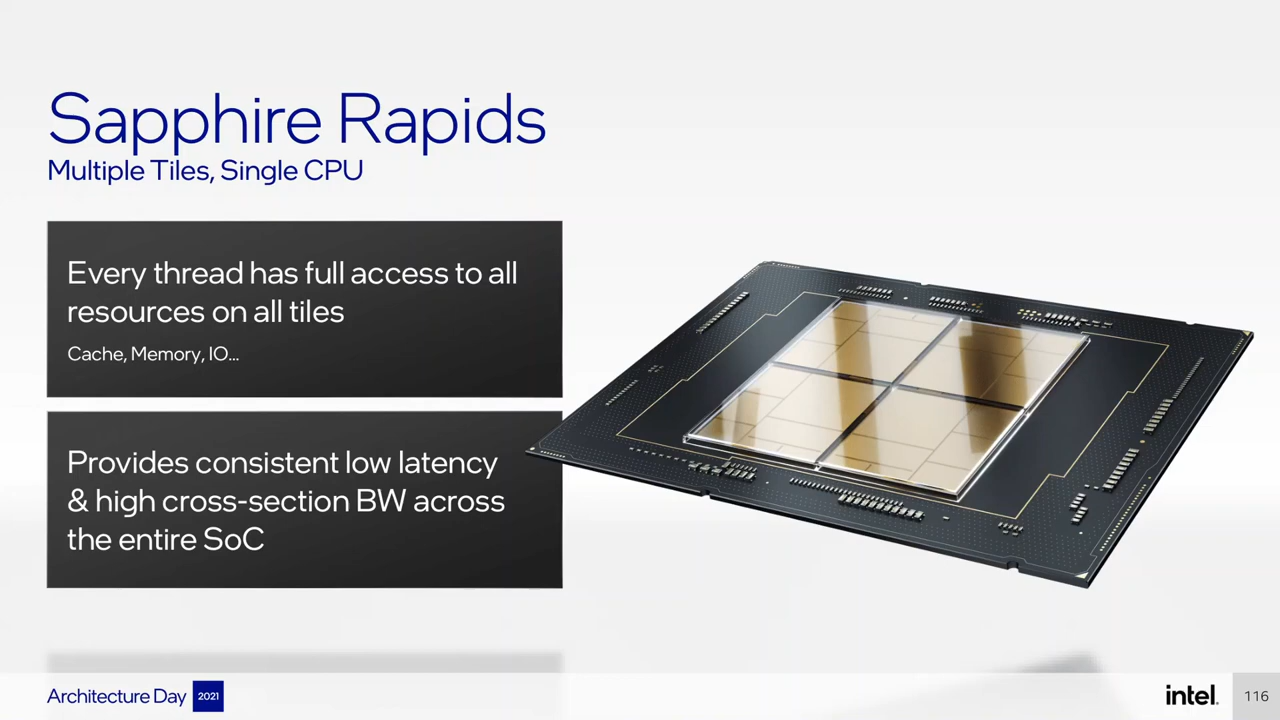 Sapphire Rapids
Multiple Tiles, Single CPU
Every thread has full access to all
resources on all tiles
Cache, Memory, IO...
Provides consistent low latency
& high cross-section BW across
the entire SoC
Architecture Day 2021
intel.
116